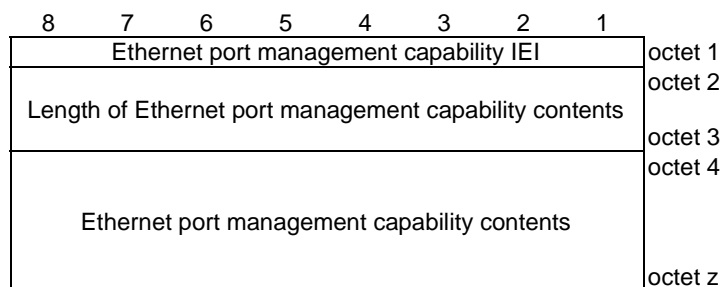 8 7 6 5 4 3 2 1
Ethernet port management capability IEI octet 1
octet 2
Length of Ethernet port management capability contents
octet 3
octet 4
Ethernet port management capability contents
octet z